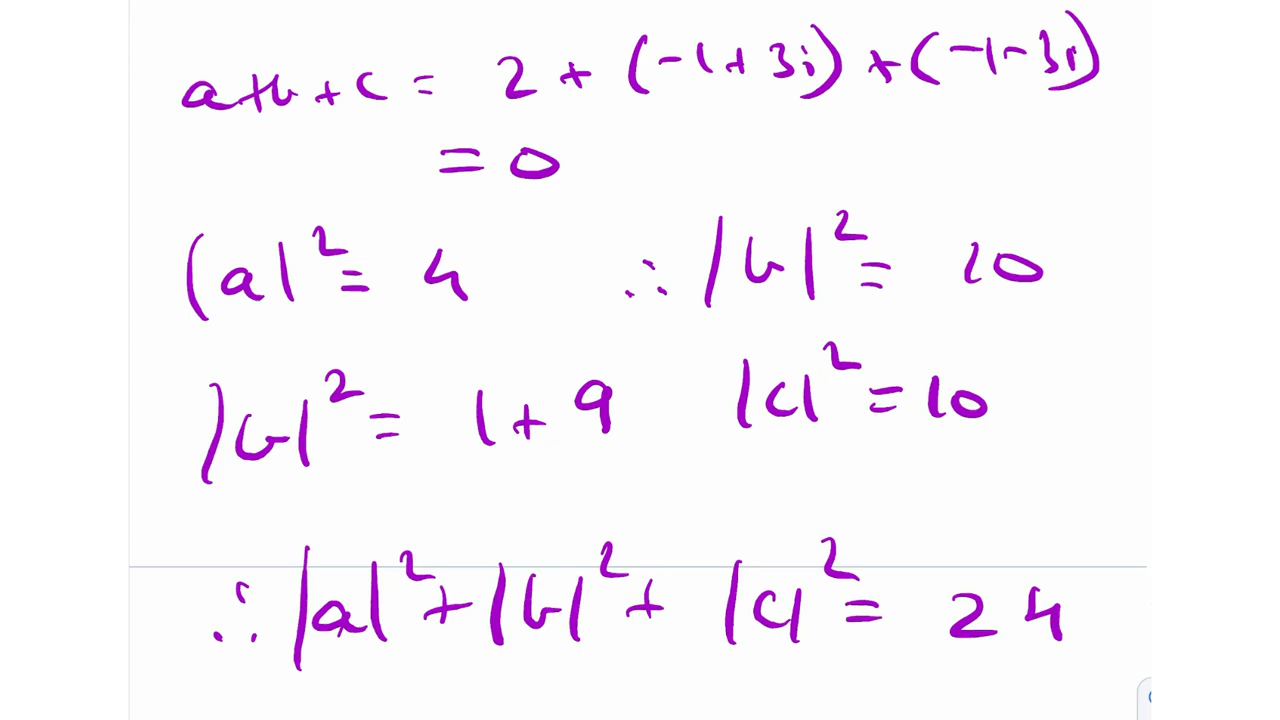 a+b+c = 2 + (-1+3i) + (-1-3i)
= 0
|a|² = 4 ∴ |b|² = 10
|b|² = 1+9 |c|² = 10
∴ |a|² + |b|² + |c|² = 24